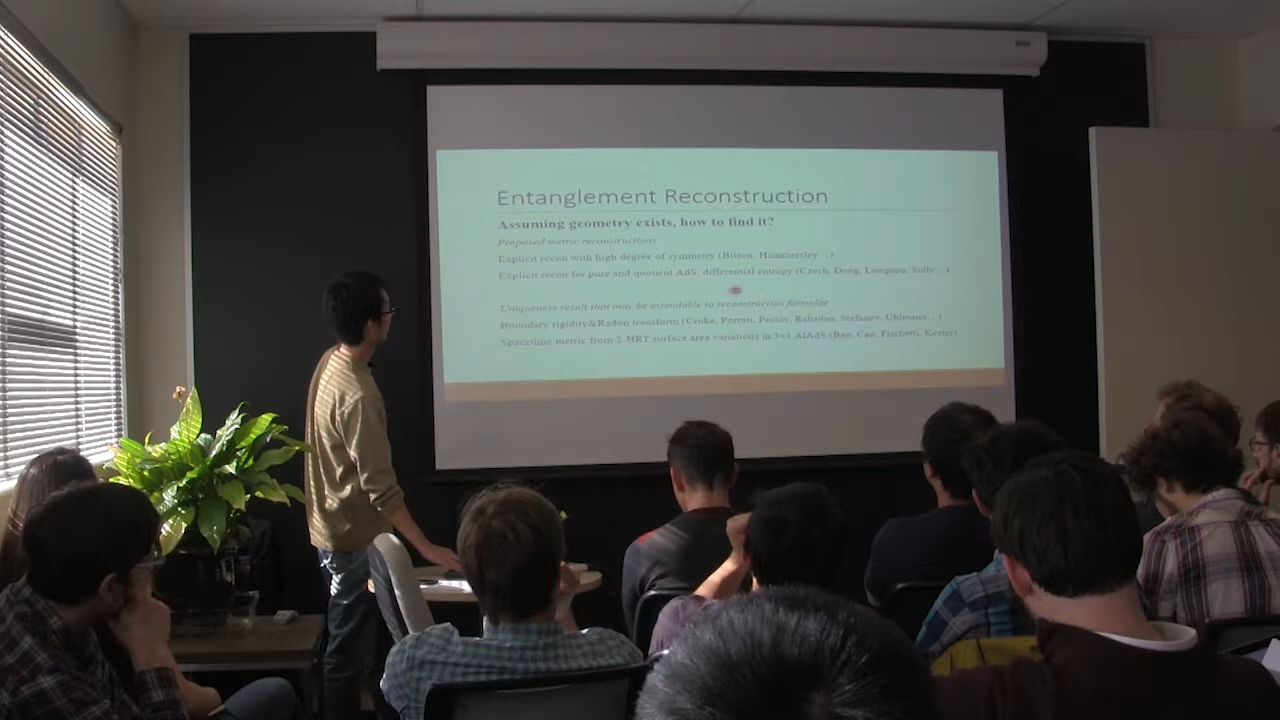 Entanglement Reconstruction
Assuming geometry exists, how to find it?
Proposed metric reconstructions
Explicit recon with high degree of symmetry (Bilson, Hammersley…)
Explicit recon for pure and quotient AdS, differential entropy (Czech, Dong, Lamprou, Sully…)
Uniqueness result that may be extendable to reconstruction formulae
Boundary rigidity&Radon transform (Croke, Porrati, Pestov, Rabadan, Stefanov, Uhlmann…)
Spacetime metric from 2-HRT surface area variations in 3+1 AlAdS (Bao, Cao, Fischetti, Keeler)